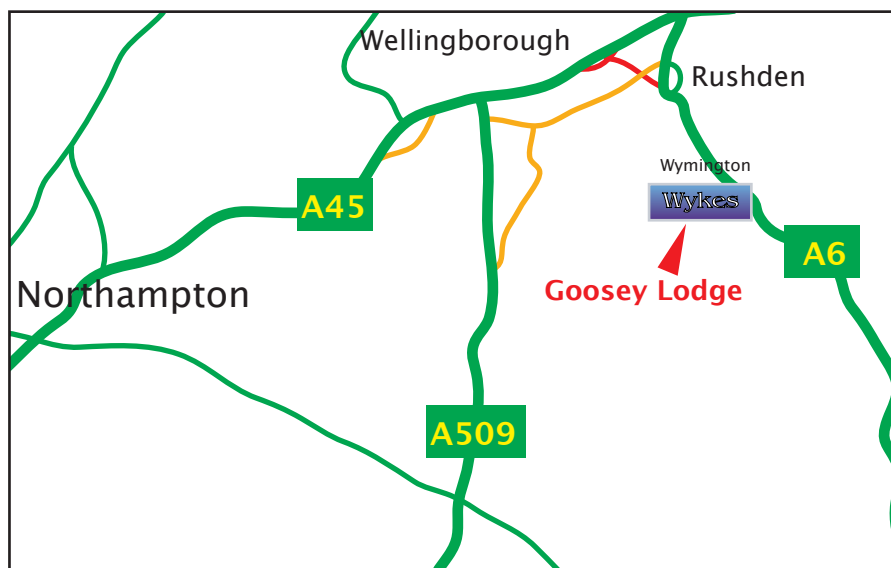 Wellingborough
Rushden
Wymington
Wykes
A45
A6
Goosey Lodge
Northampton
A509